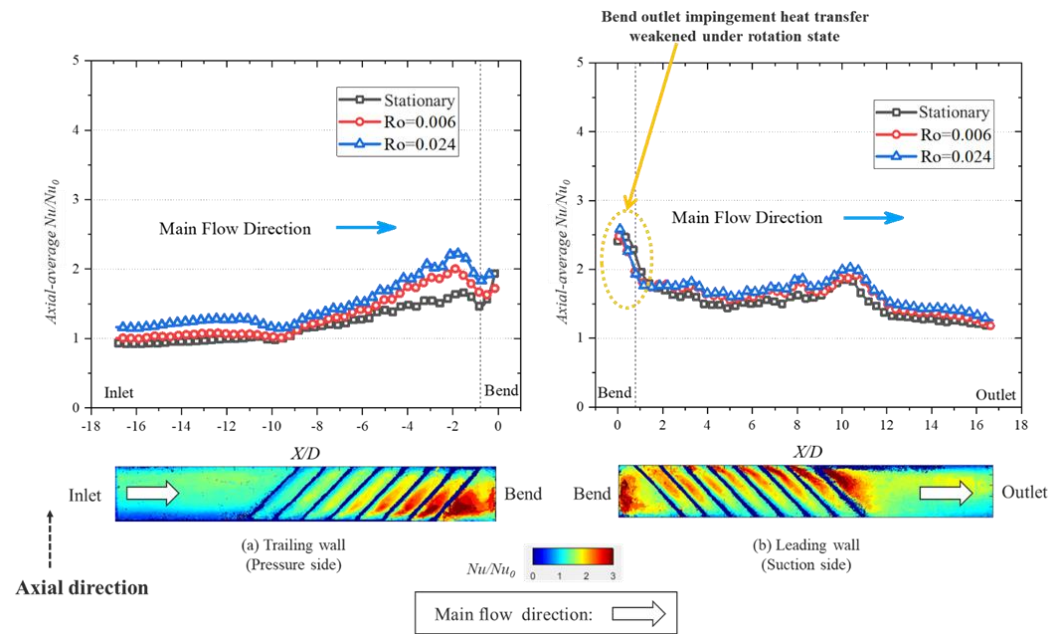 Bend outlet impingement heat transfer
weakened under rotation state
5
4
3
2
1
0
Axial-average Nu/Nu0
Stationary
Ro=0.006
Ro=0.024
Main Flow Direction
Inlet
Bend
-18 -16 -14 -12 -10 -8 -6 -4 -2 0
X/D
5
4
3
2
1
0
Axial-average Nu/Nu0
Stationary
Ro=0.006
Ro=0.024
Main Flow Direction
Bend
Outlet
0 2 4 6 8 10 12 14 16 18
X/D
Inlet
Bend
Bend
Outlet
(a) Trailing wall
(Pressure side)
(b) Leading wall
(Suction side)
Axial direction
Nu/Nu0
0 1 2 3
Main flow direction: